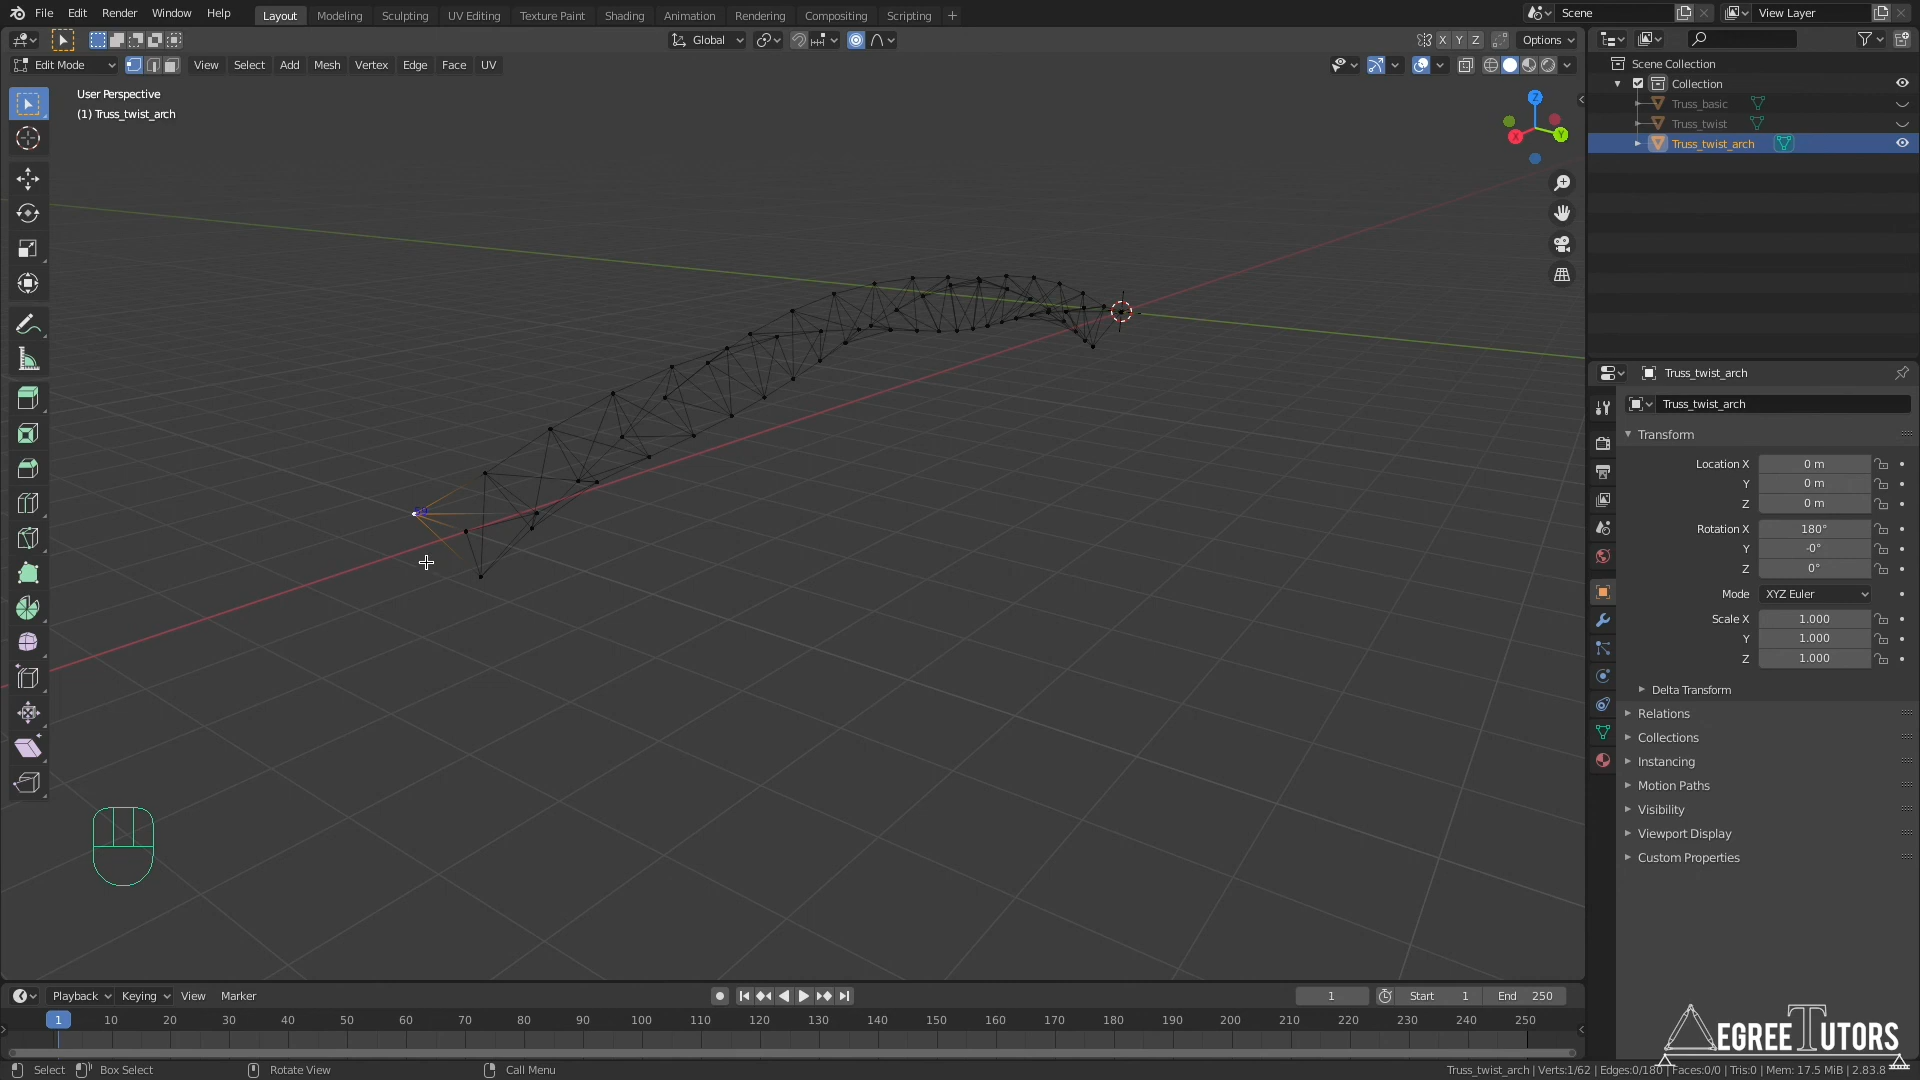 File Edit Render Window Help Layout Modeling Sculpting UV Editing Texture Paint Shading Animation Rendering Compositing Scripting + Scene View Layer
Global X Y Z Options
Edit Mode View Select Add Mesh Vertex Edge Face UV
User Perspective
(1) Truss_twist_arch
Z
X
Y
Scene Collection
Collection
Truss_basic
Truss_twist
Truss_twist_arch
Truss_twist_arch
Truss_twist_arch
Transform
Location X 0 m
Y 0 m
Z 0 m
Rotation X 180°
Y -0°
Z 0°
Mode XYZ Euler
Scale X 1.000
Y 1.000
Z 1.000
Delta Transform
Relations
Collections
Instancing
Motion Paths
Visibility
Viewport Display
Custom Properties
Playback Keying View Marker 1 Start 1 End 250
1 10 20 30 40 50 60 70 80 90 100 110 120 130 140 150 160 170 180 190 200 210 220 230 240 250
DEGREE TUTORS
Select Box Select Rotate View Call Menu Truss_twist_arch | Verts:1/62 | Edges:0/180 | Faces:0/0 | Tris:0 | Mem: 17.5 MiB | 2.83.8